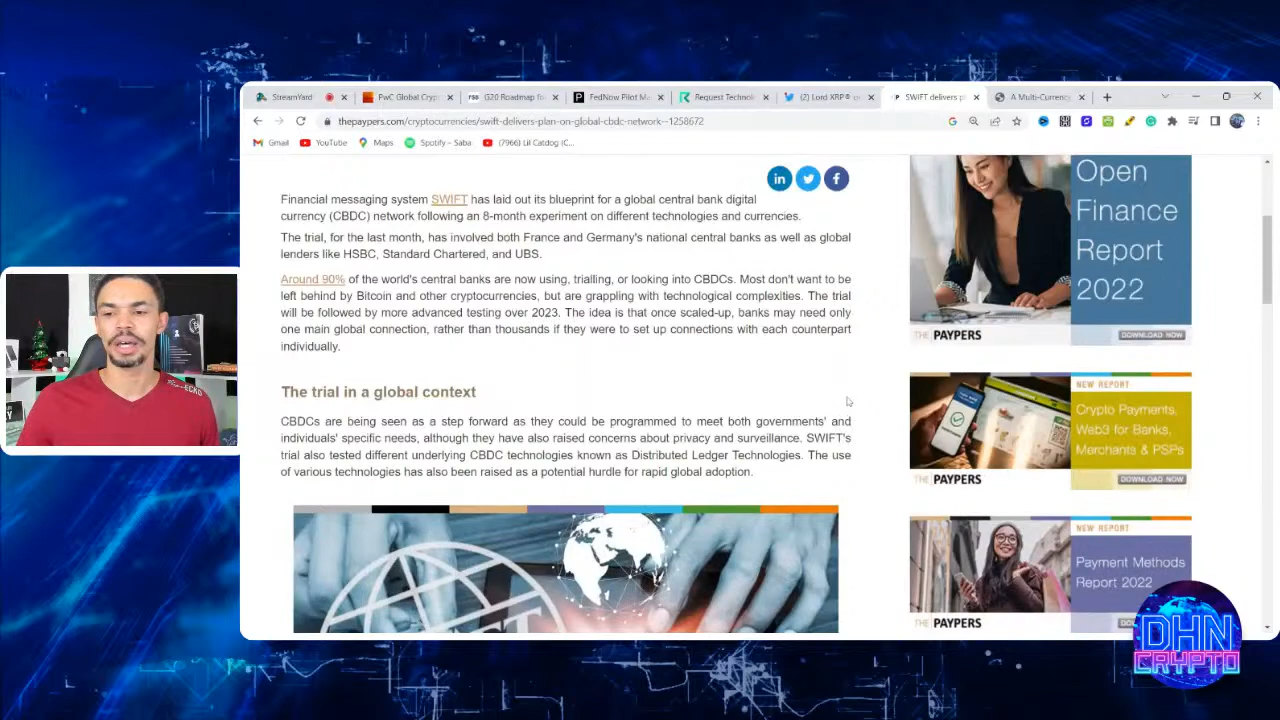 StreamYard
PwC Global Cryp
G20 Roadmap fo
FedNow Pilot M
Request Technol
(2) Lord XRP® o
SWIFT delivers p
A Multi-Currency
thepaypers.com/cryptocurrencies/swift-delivers-plan-on-global-cbdc-network--1258672
Gmail
YouTube
Maps
Spotify – Saba
(7966) Lil Catdog (C...
Financial messaging system SWIFT has laid out its blueprint for a global central bank digital
currency (CBDC) network following an 8-month experiment on different technologies and currencies.
The trial, for the last month, has involved both France and Germany's national central banks as well as global
lenders like HSBC, Standard Chartered, and UBS.
Around 90% of the world's central banks are now using, trialling, or looking into CBDCs. Most don't want to be
left behind by Bitcoin and other cryptocurrencies, but are grappling with technological complexities. The trial
will be followed by more advanced testing over 2023. The idea is that once scaled-up, banks may need only
one main global connection, rather than thousands if they were to set up connections with each counterpart
individually.
The trial in a global context
CBDCs are being seen as a step forward as they could be programmed to meet both governments' and
individuals' specific needs, although they have also raised concerns about privacy and surveillance. SWIFT's
trial also tested different underlying CBDC technologies known as Distributed Ledger Technologies. The use
of various technologies has also been raised as a potential hurdle for rapid global adoption.
Open
Finance
Report
2022
THE PAYPERS
DOWNLOAD NOW
NEW REPORT
Crypto Payments,
Web3 for Banks,
Merchants & PSPs
THE PAYPERS
DOWNLOAD NOW
NEW REPORT
Payment Methods
Report 2022
THE PAYPERS
DHN
CRYPTO